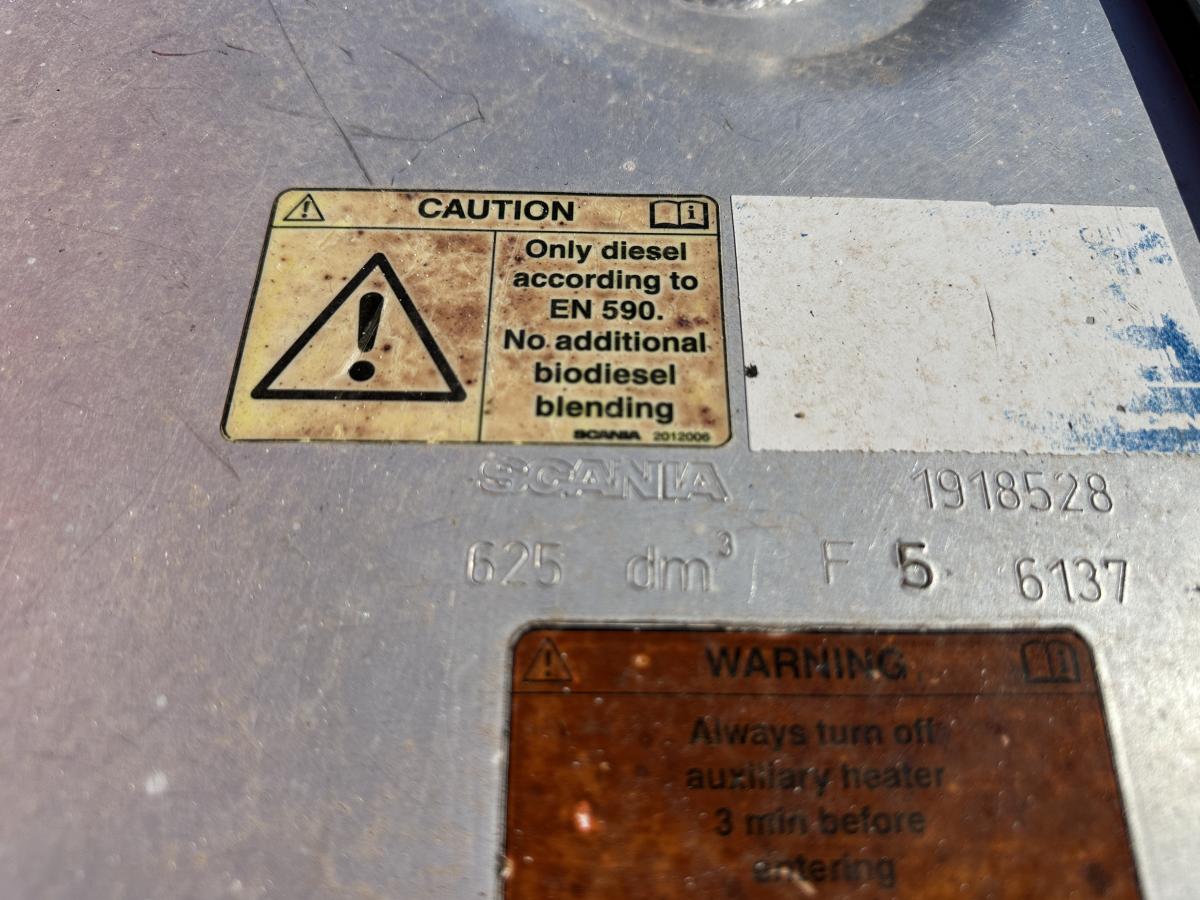 CAUTION
Only diesel
according to
EN 590.
No additional
biodiesel
blending
SCANIA 2012006
SCANIA 1918528
625 dm³ F 5 6137
WARNING
Always turn off
auxiliary heater
3 min before
entering